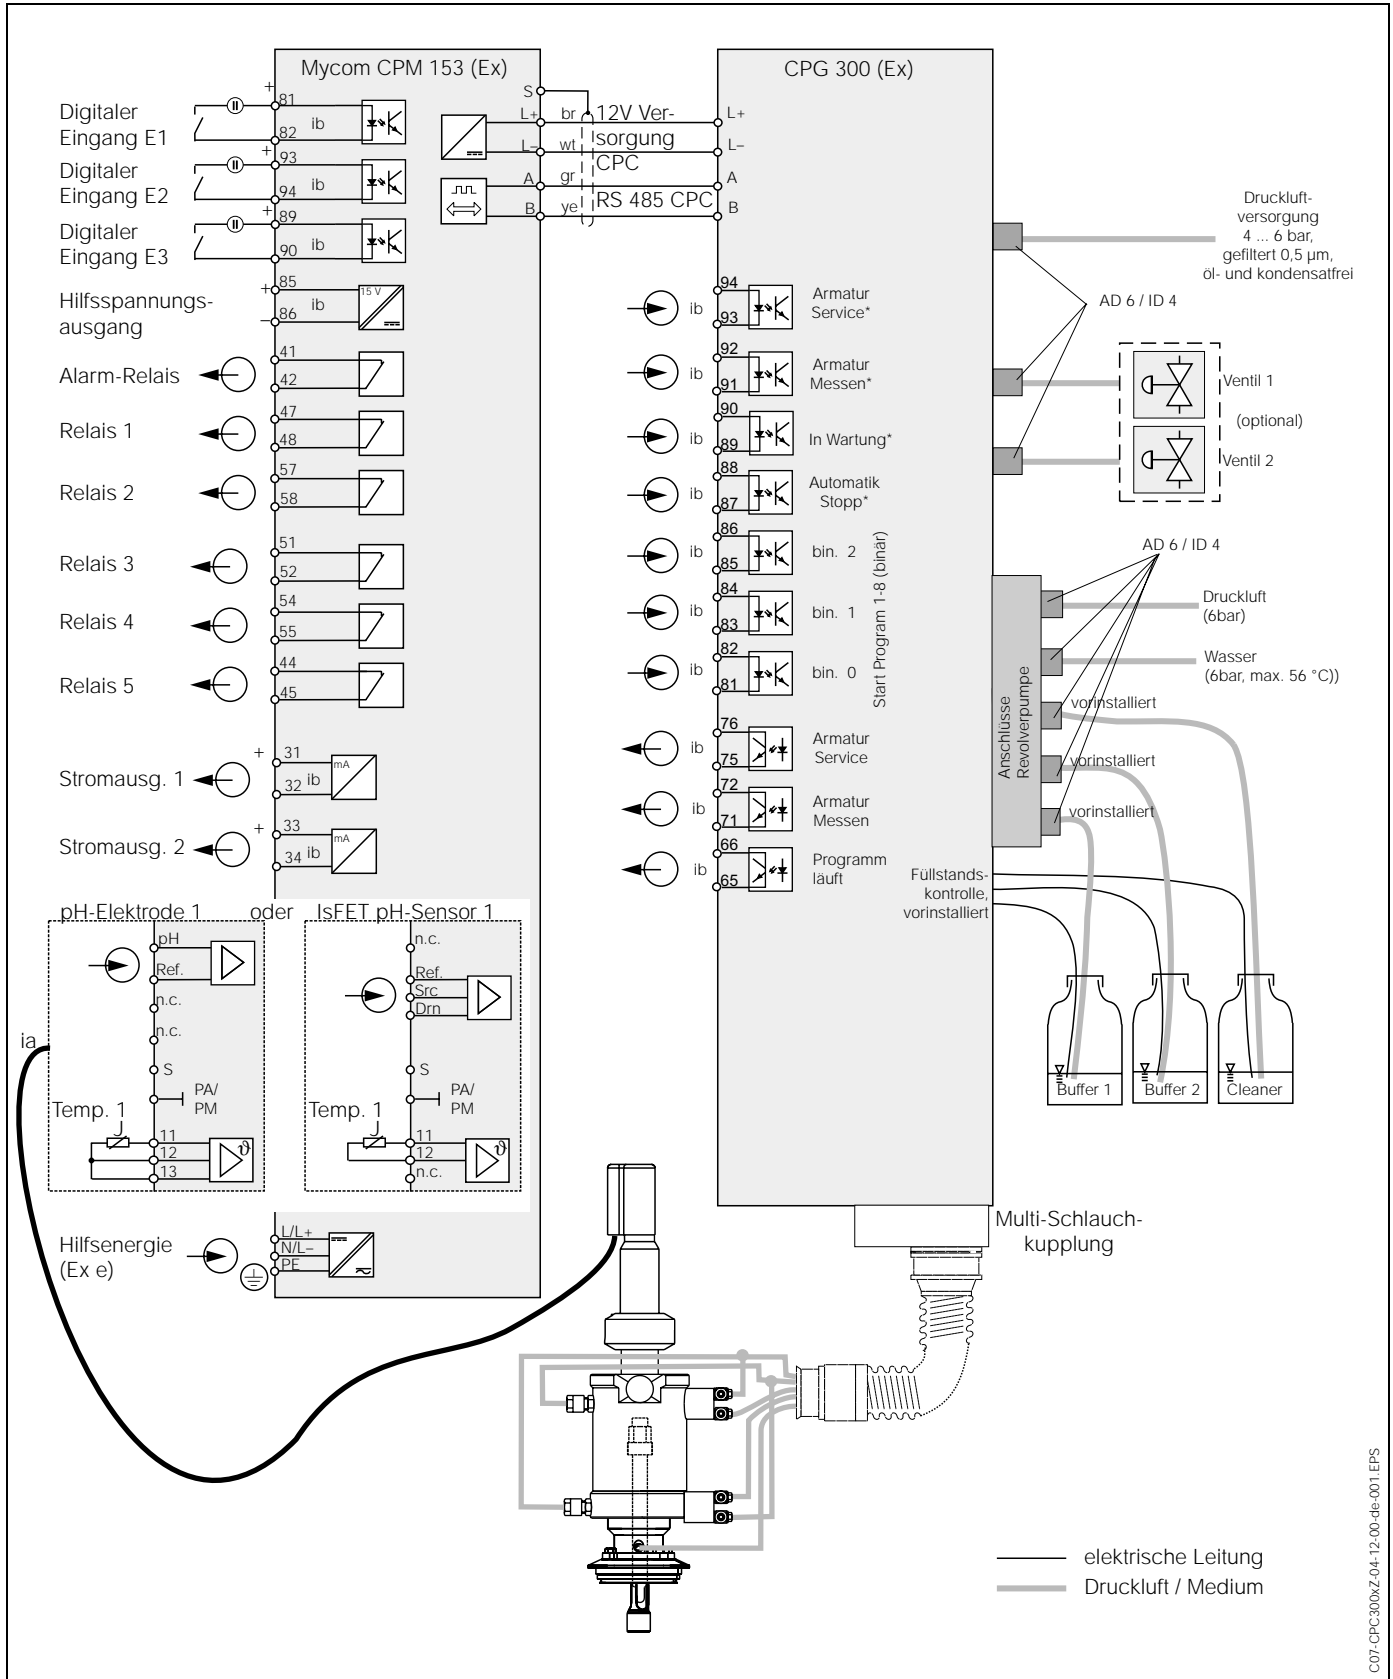 Mycom CPM 153 (Ex)
CPG 300 (Ex)
Digitaler
Eingang E1
+
81
82
ib
Digitaler
Eingang E2
+
93
94
ib
Digitaler
Eingang E3
+
89
90
ib
Hilfsspannungs-
ausgang
+
85
–
86
ib
15 V
Alarm-Relais
41
42
Relais 1
47
48
Relais 2
57
58
Relais 3
51
52
Relais 4
54
55
Relais 5
44
45
Stromausg. 1
+
31
32 ib
mA
Stromausg. 2
+
33
34 ib
mA
S
L+
br
12V Ver-
sorgung
CPC
L+
L–
wt
L–
A
gr
A
B
ye
RS 485 CPC
B
94
93
ib
Armatur
Service*
92
91
ib
Armatur
Messen*
90
89
ib
In Wartung*
88
87
ib
Automatik
Stopp*
86
85
ib
bin. 2
84
83
ib
bin. 1
82
81
ib
bin. 0
Start Program 1-8 (binär)
76
75
ib
Armatur
Service
72
71
ib
Armatur
Messen
66
65
ib
Programm
läuft
Druckluft-
versorgung
4 ... 6 bar,
gefiltert 0,5 µm,
öl- und kondensatfrei
AD 6 / ID 4
Ventil 1
(optional)
Ventil 2
AD 6 / ID 4
Anschlüsse
Revolverpumpe
Druckluft
(6bar)
Wasser
(6bar, max. 56 °C))
vorinstalliert
vorinstalliert
vorinstalliert
Füllstands-
kontrolle,
vorinstalliert
Buffer 1
Buffer 2
Cleaner
pH-Elektrode 1
oder
IsFET pH-Sensor 1
pH
Ref.
n.c.
n.c.
S
PA/
PM
Temp. 1
11
12
13
ϑ
ia
n.c.
Ref.
Src
Drn
S
PA/
PM
Temp. 1
11
12
n.c.
ϑ
Hilfsenergie
(Ex e)
L/L+
N/L–
PE
Multi-Schlauch-
kupplung
elektrische Leitung
Druckluft / Medium
C07-CPC300xZ-04-12-00-de-001.EPS